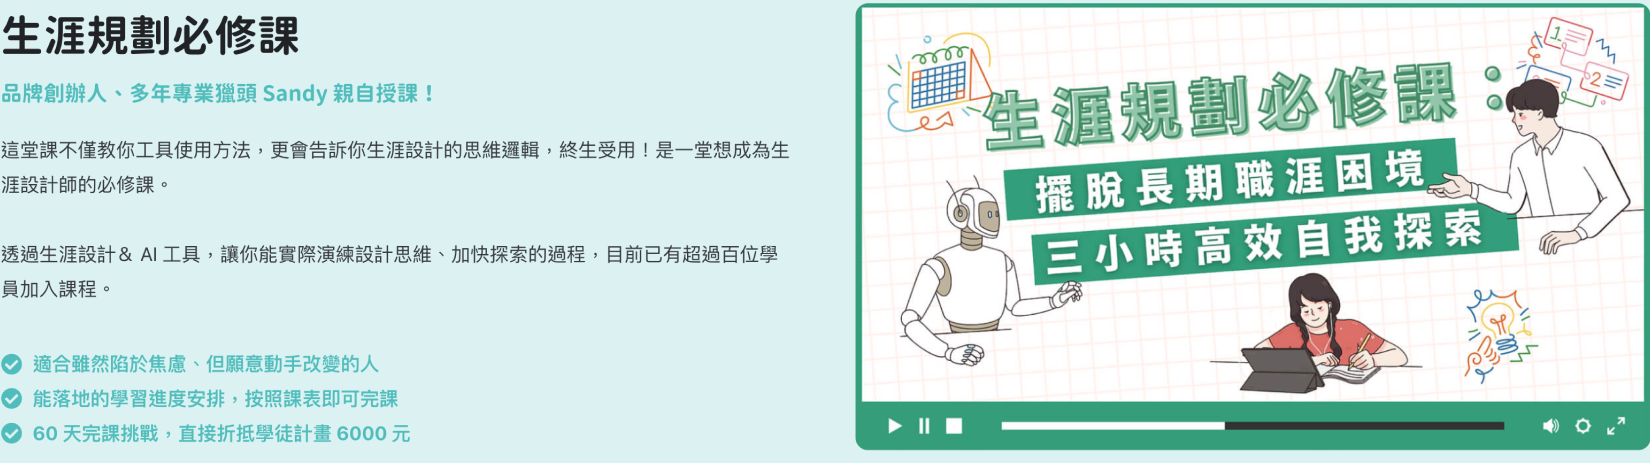 生涯規劃必修課
品牌創辦人、多年專業獵頭 Sandy 親自授課！
這堂課不僅教你工具使用方法，更會告訴你生涯設計的思維邏輯，終生受用！是一堂想成為生
涯設計師的必修課。
透過生涯設計＆ AI 工具，讓你能實際演練設計思維、加快探索的過程，目前已有超過百位學
員加入課程。
適合雖然陷於焦慮、但願意動手改變的人
能落地的學習進度安排，按照課表即可完課
60 天完課挑戰，直接折抵學徒計畫 6000 元
生涯規劃必修課：
擺脫長期職涯困境
三小時高效自我探索
1
2